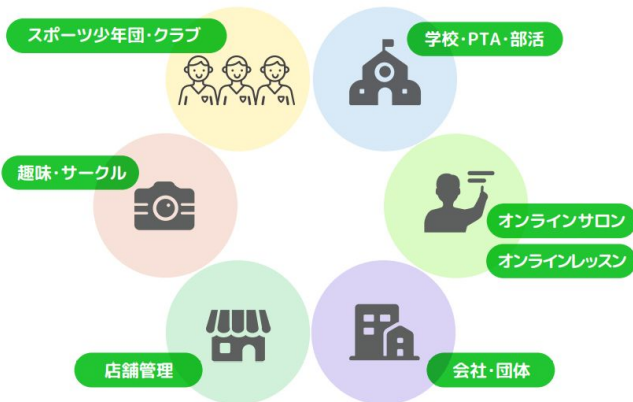 スポーツ少年団・クラブ
学校・PTA・部活
趣味・サークル
オンラインサロン
オンラインレッスン
店舗管理
会社・団体